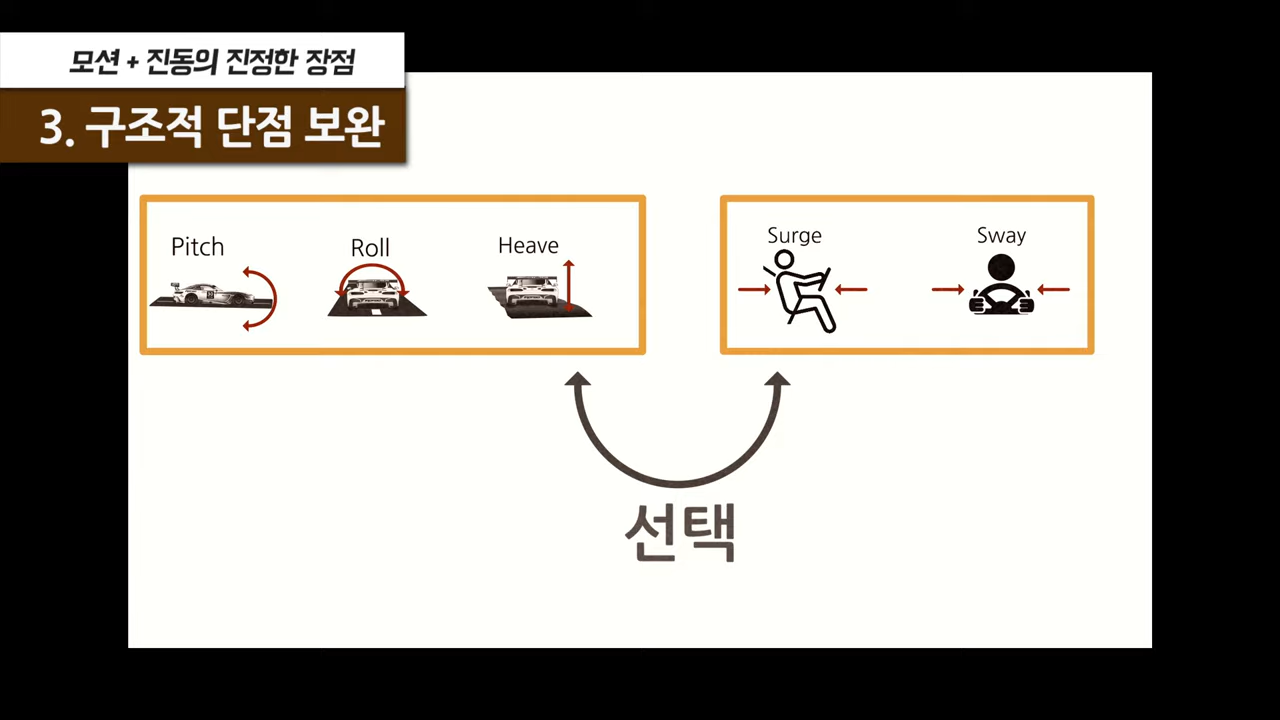 모션 + 진동의 진정한 장점
3. 구조적 단점 보완
Pitch
Roll
Heave
Surge
Sway
선택